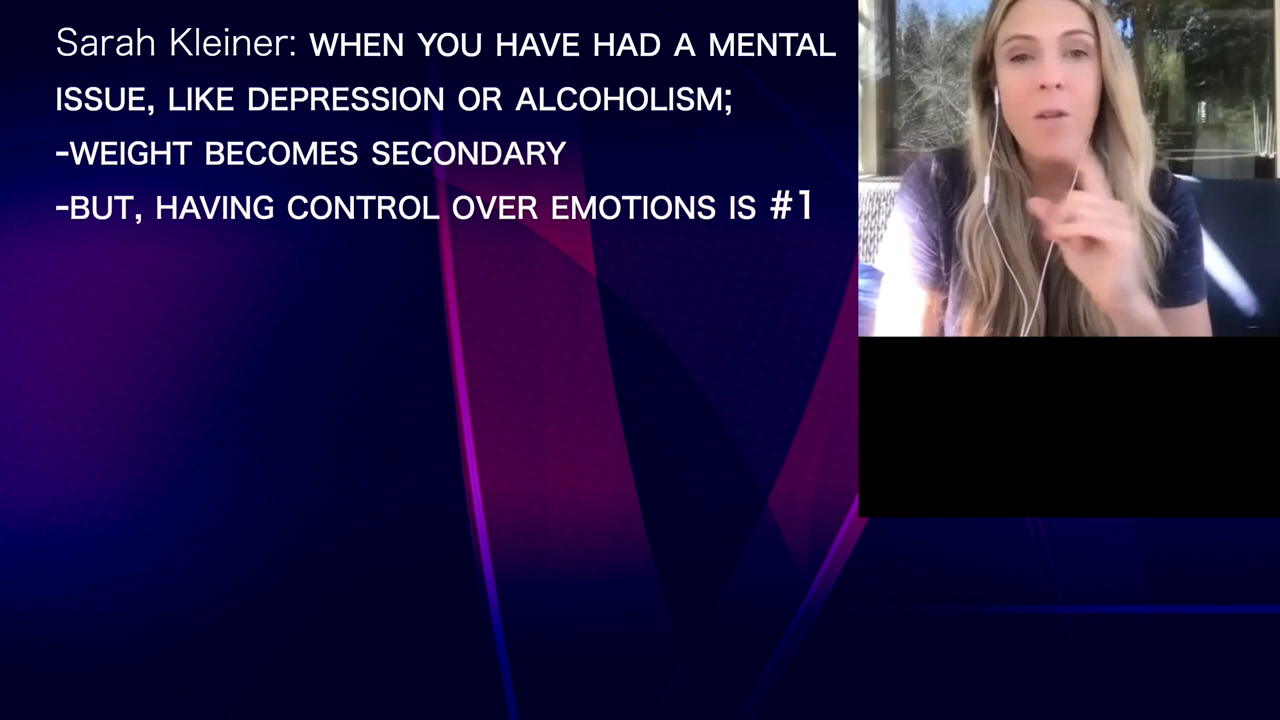 Sarah Kleiner: WHEN YOU HAVE HAD A MENTAL
ISSUE, LIKE DEPRESSION OR ALCOHOLISM;
-WEIGHT BECOMES SECONDARY
-BUT, HAVING CONTROL OVER EMOTIONS IS #1